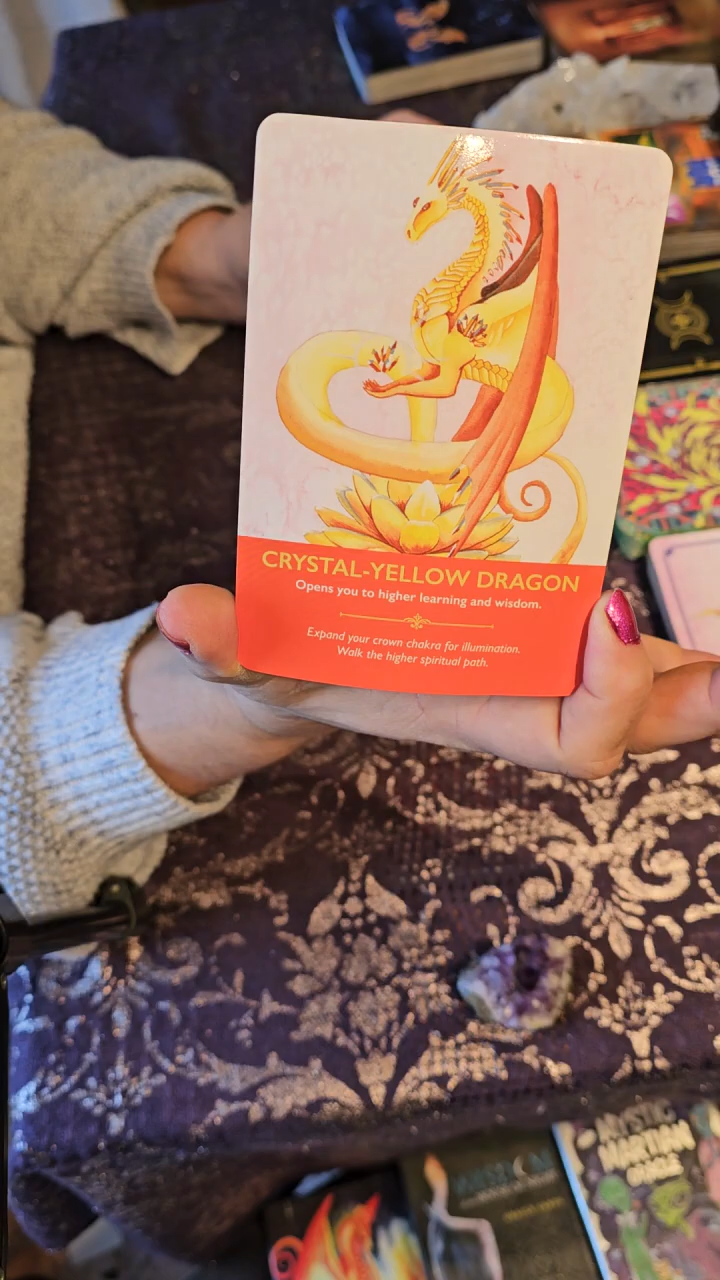 CRYSTAL-YELLOW DRAGON
Opens you to higher learning and wisdom.
Expand your crown chakra for illumination.
Walk the higher spiritual path.
MYSTIC
MARTIAN
ORACLE